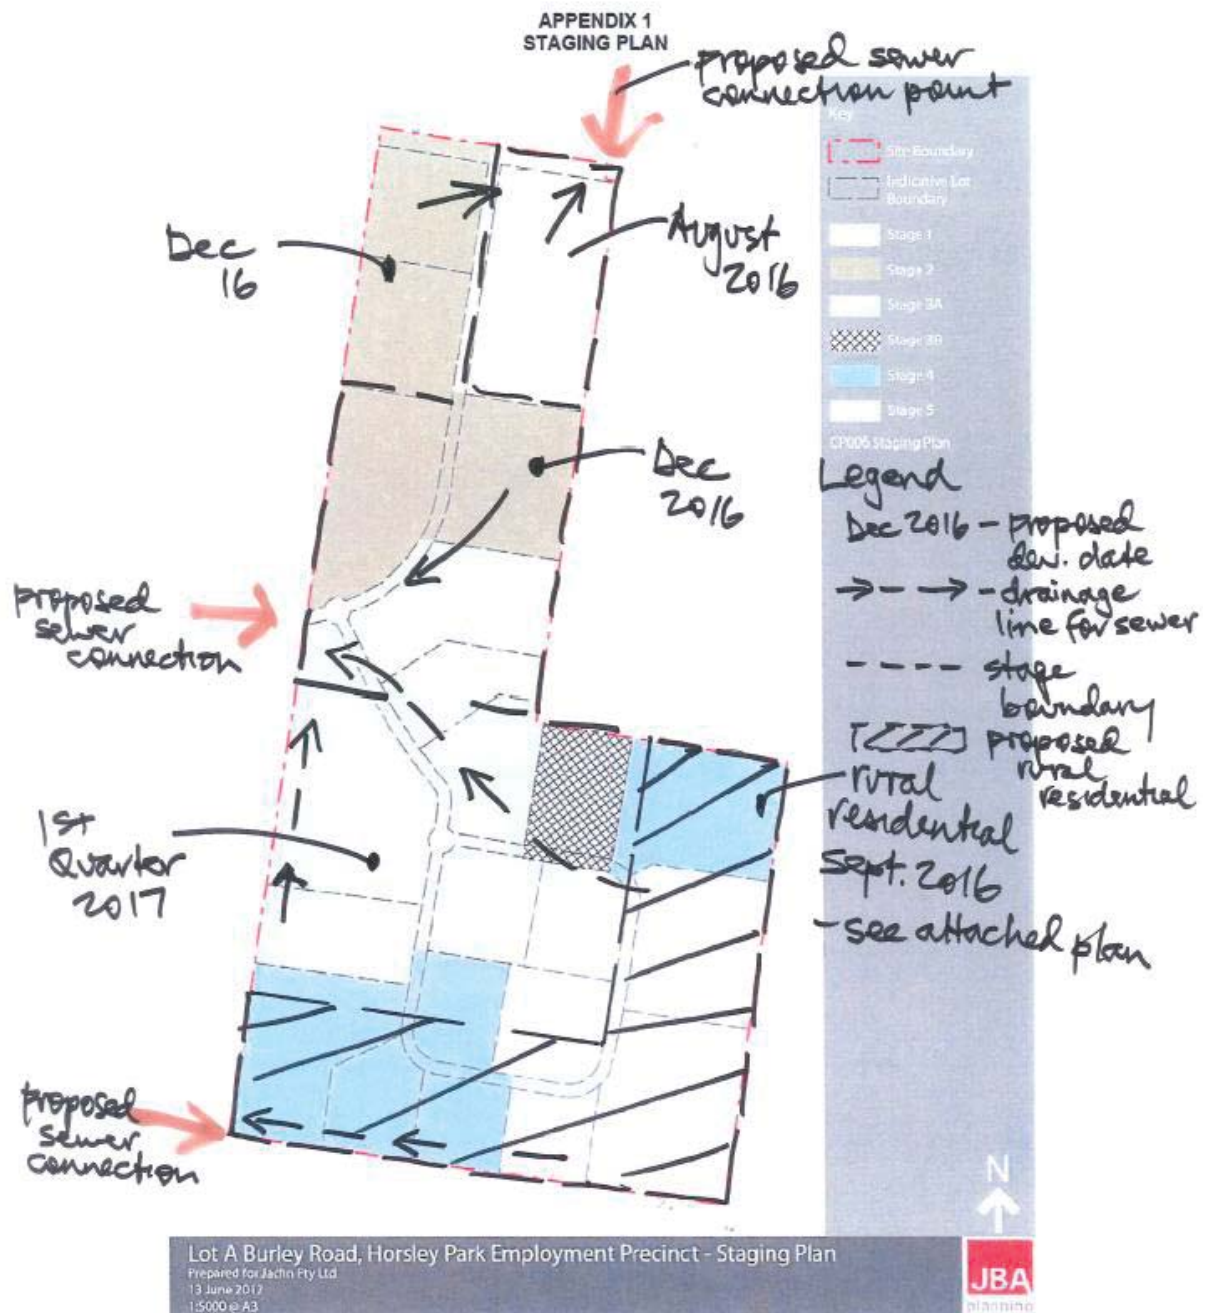 APPENDIX 1
STAGING PLAN
proposed sewer
connection point
Key
Site Boundary
Indicative Lot
Boundary
Stage 1
Stage 2
Stage 3A
Stage 3B
Stage 4
Stage 5
CP006 Staging Plan
Dec
16
August
2016
Dec
2016
Legend
Dec 2016 - proposed
dev. date
- drainage
line for sewer
- stage
boundary
proposed
rural
residential
proposed
sewer
connection
rural
residential
Sept. 2016
- see attached plan
1st
Quarter
2017
proposed
sewer
connection
N
Lot A Burley Road, Horsley Park Employment Precinct - Staging Plan
Prepared for Jacfin Pty Ltd
13 June 2012
1:5000 @ A3
JBA
planning